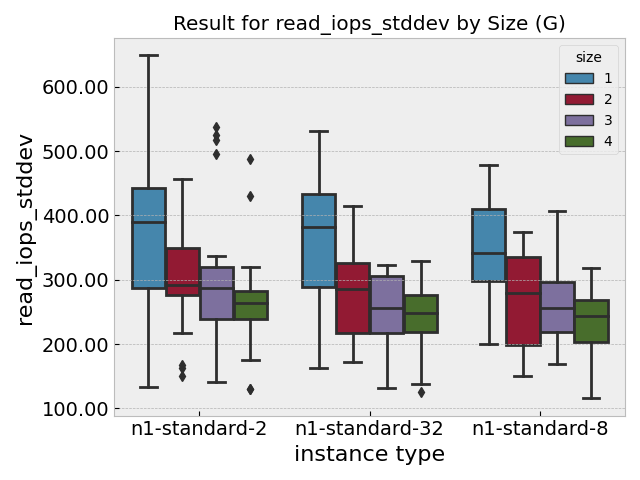 Result for read_iops_stddev by Size (G)
size
1
2
3
4
600.00
500.00
400.00
300.00
200.00
100.00
read_iops_stddev
n1-standard-2
n1-standard-32
n1-standard-8
instance type